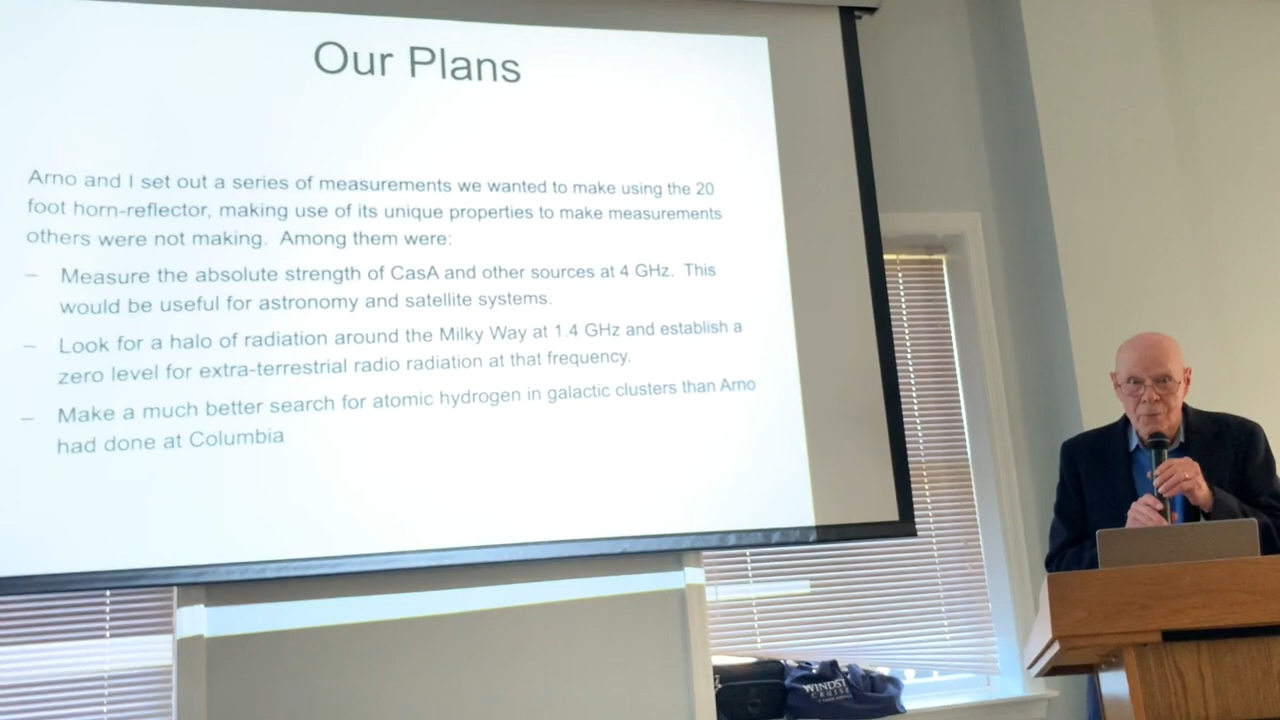 Our Plans
Arno and I set out a series of measurements we wanted to make using the 20
foot horn-reflector, making use of its unique properties to make measurements
others were not making.  Among them were:
– Measure the absolute strength of CasA and other sources at 4 GHz.  This
would be useful for astronomy and satellite systems.
– Look for a halo of radiation around the Milky Way at 1.4 GHz and establish a
zero level for extra-terrestrial radio radiation at that frequency.
– Make a much better search for atomic hydrogen in galactic clusters than Arno
had done at Columbia
WINDST
CRUISE